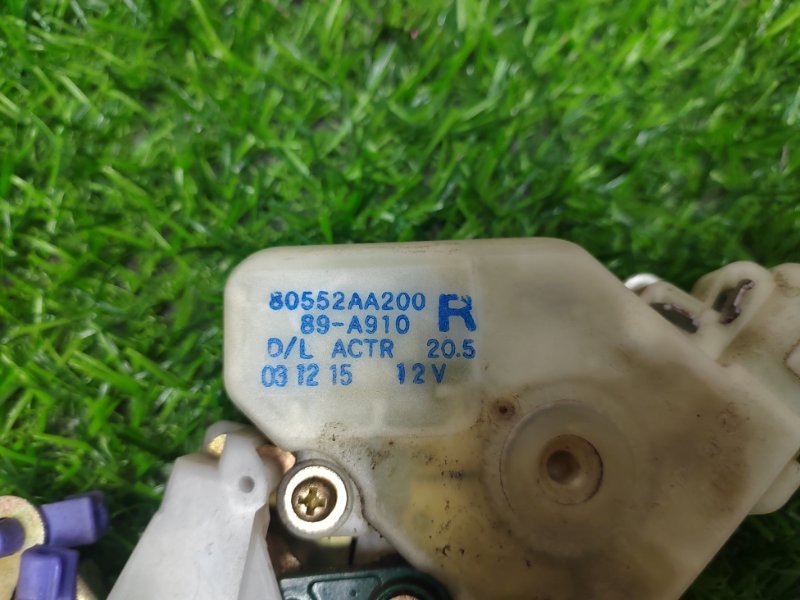 80552AA200 R
89-A910
D/L ACTR 20.5
03 12 15 12V